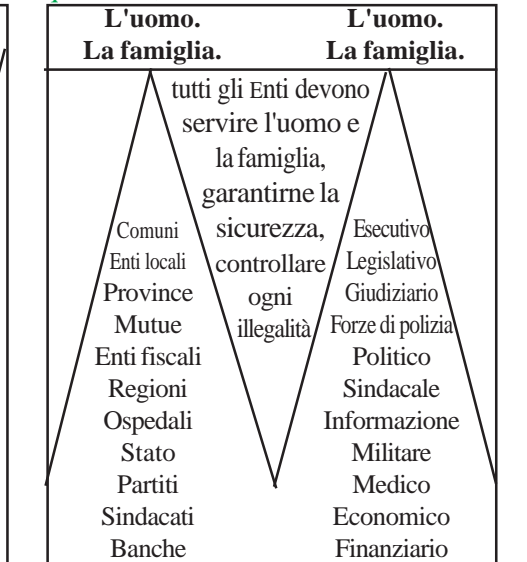 L'uomo. L'uomo.
La famiglia. La famiglia.
tutti gli Enti devono
servire l'uomo e
la famiglia,
garantirne la
sicurezza,
controllare
ogni
illegalità
Comuni
Enti locali
Province
Mutue
Enti fiscali
Regioni
Ospedali
Stato
Partiti
Sindacati
Banche
Esecutivo
Legislativo
Giudiziario
Forze di polizia
Politico
Sindacale
Informazione
Militare
Medico
Economico
Finanziario